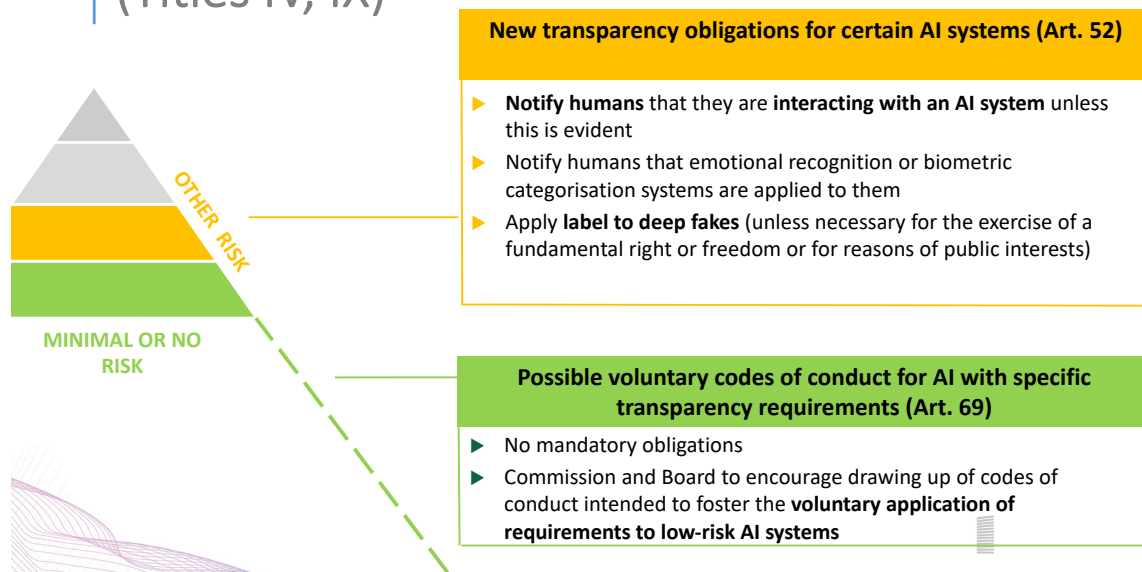 (Titles IV, IX)
New transparency obligations for certain AI systems (Art. 52)
Notify humans that they are interacting with an AI system unless
this is evident
Notify humans that emotional recognition or biometric
categorisation systems are applied to them
Apply label to deep fakes (unless necessary for the exercise of a
fundamental right or freedom or for reasons of public interests)
OTHER RISK
MINIMAL OR NO
RISK
Possible voluntary codes of conduct for AI with specific
transparency requirements (Art. 69)
No mandatory obligations
Commission and Board to encourage drawing up of codes of
conduct intended to foster the voluntary application of
requirements to low-risk AI systems